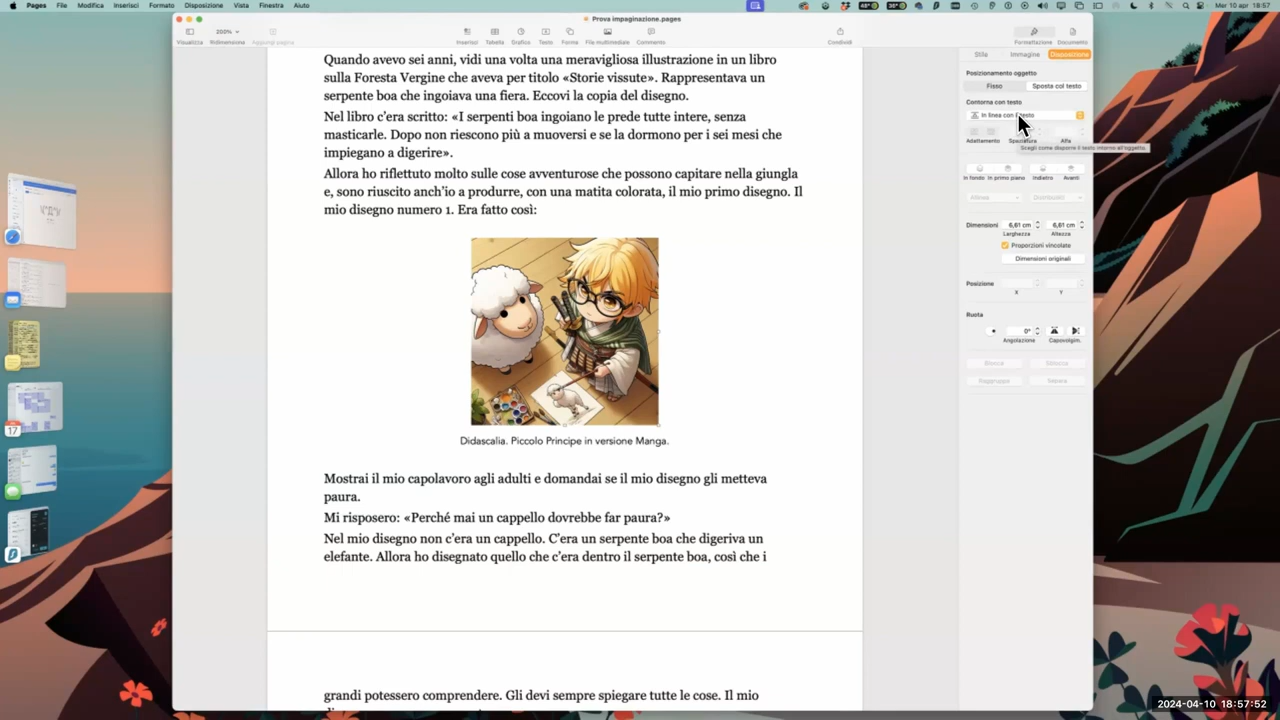 Pages File Modifica Inserisci Formato Disposizione Vista Finestra Aiuto
Mer 10 apr 18:57
Prova impaginazione.pages
200%
Visualizza Ridimensiona Aggiungi pagina Inserisci Tabella Grafico Testo Forme File multimediale Commento Condividi Formattazione Documento
Stile Immagine Disposizione
Posizionamento oggetto
Fisso Sposta col testo
Contorna con testo
In linea con testo
Adattamento Spaziatura Alfa
Scegli come disporre il testo intorno all'oggetto.
In fondo In primo piano Indietro Avanti
Allinea Distribuisci
Dimensioni 6,61 cm 6,61 cm
Larghezza Altezza
Proporzioni vincolate
Dimensioni originali
Posizione
X Y
Ruota
0°
Angolazione Capovolgim.
Blocca Sblocca
Raggruppa Separa
Quando avevo sei anni, vidi una volta una meravigliosa illustrazione in un libro
sulla Foresta Vergine che aveva per titolo «Storie vissute». Rappresentava un
serpente boa che ingoiava una fiera. Eccovi la copia del disegno.
Nel libro c'era scritto: «I serpenti boa ingoiano le prede tutte intere, senza
masticarle. Dopo non riescono più a muoversi e se la dormono per i sei mesi che
impiegano a digerire».
Allora ho riflettuto molto sulle cose avventurose che possono capitare nella giungla
e, sono riuscito anch'io a produrre, con una matita colorata, il mio primo disegno. Il
mio disegno numero 1. Era fatto così:
Didascalia. Piccolo Principe in versione Manga.
Mostrai il mio capolavoro agli adulti e domandai se il mio disegno gli metteva
paura.
Mi risposero: «Perché mai un cappello dovrebbe far paura?»
Nel mio disegno non c'era un cappello. C'era un serpente boa che digeriva un
elefante. Allora ho disegnato quello che c'era dentro il serpente boa, così che i
grandi potessero comprendere. Gli devi sempre spiegare tutte le cose. Il mio
17
2024-04-10 18:57:52